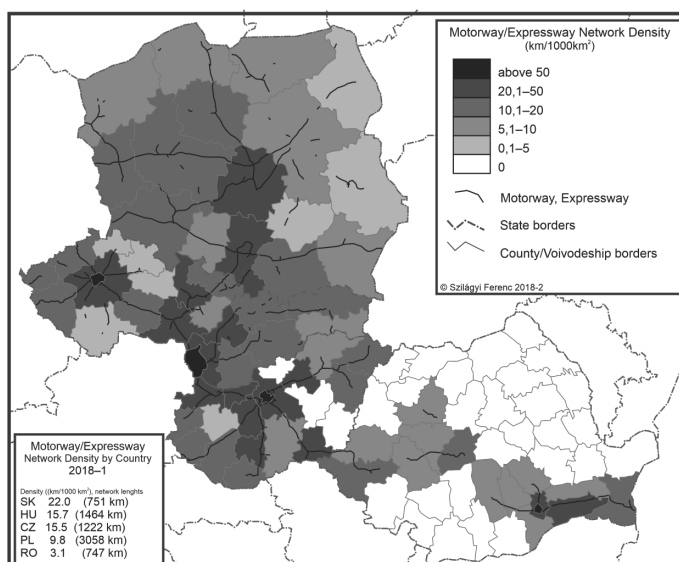 Motorway/Expressway Network Density
(km/1000km²)
above 50
20,1–50
10,1–20
5,1–10
0,1–5
0
Motorway, Expressway
State borders
County/Voivodeship borders
© Szilágyi Ferenc 2018-2
Motorway/Expressway
Network Density by Country
2018–1
Density ((km/1000 km²), network lenghts
SK 22.0 (751 km)
HU 15.7 (1464 km)
CZ 15.5 (1222 km)
PL 9.8 (3058 km)
RO 3.1 (747 km)